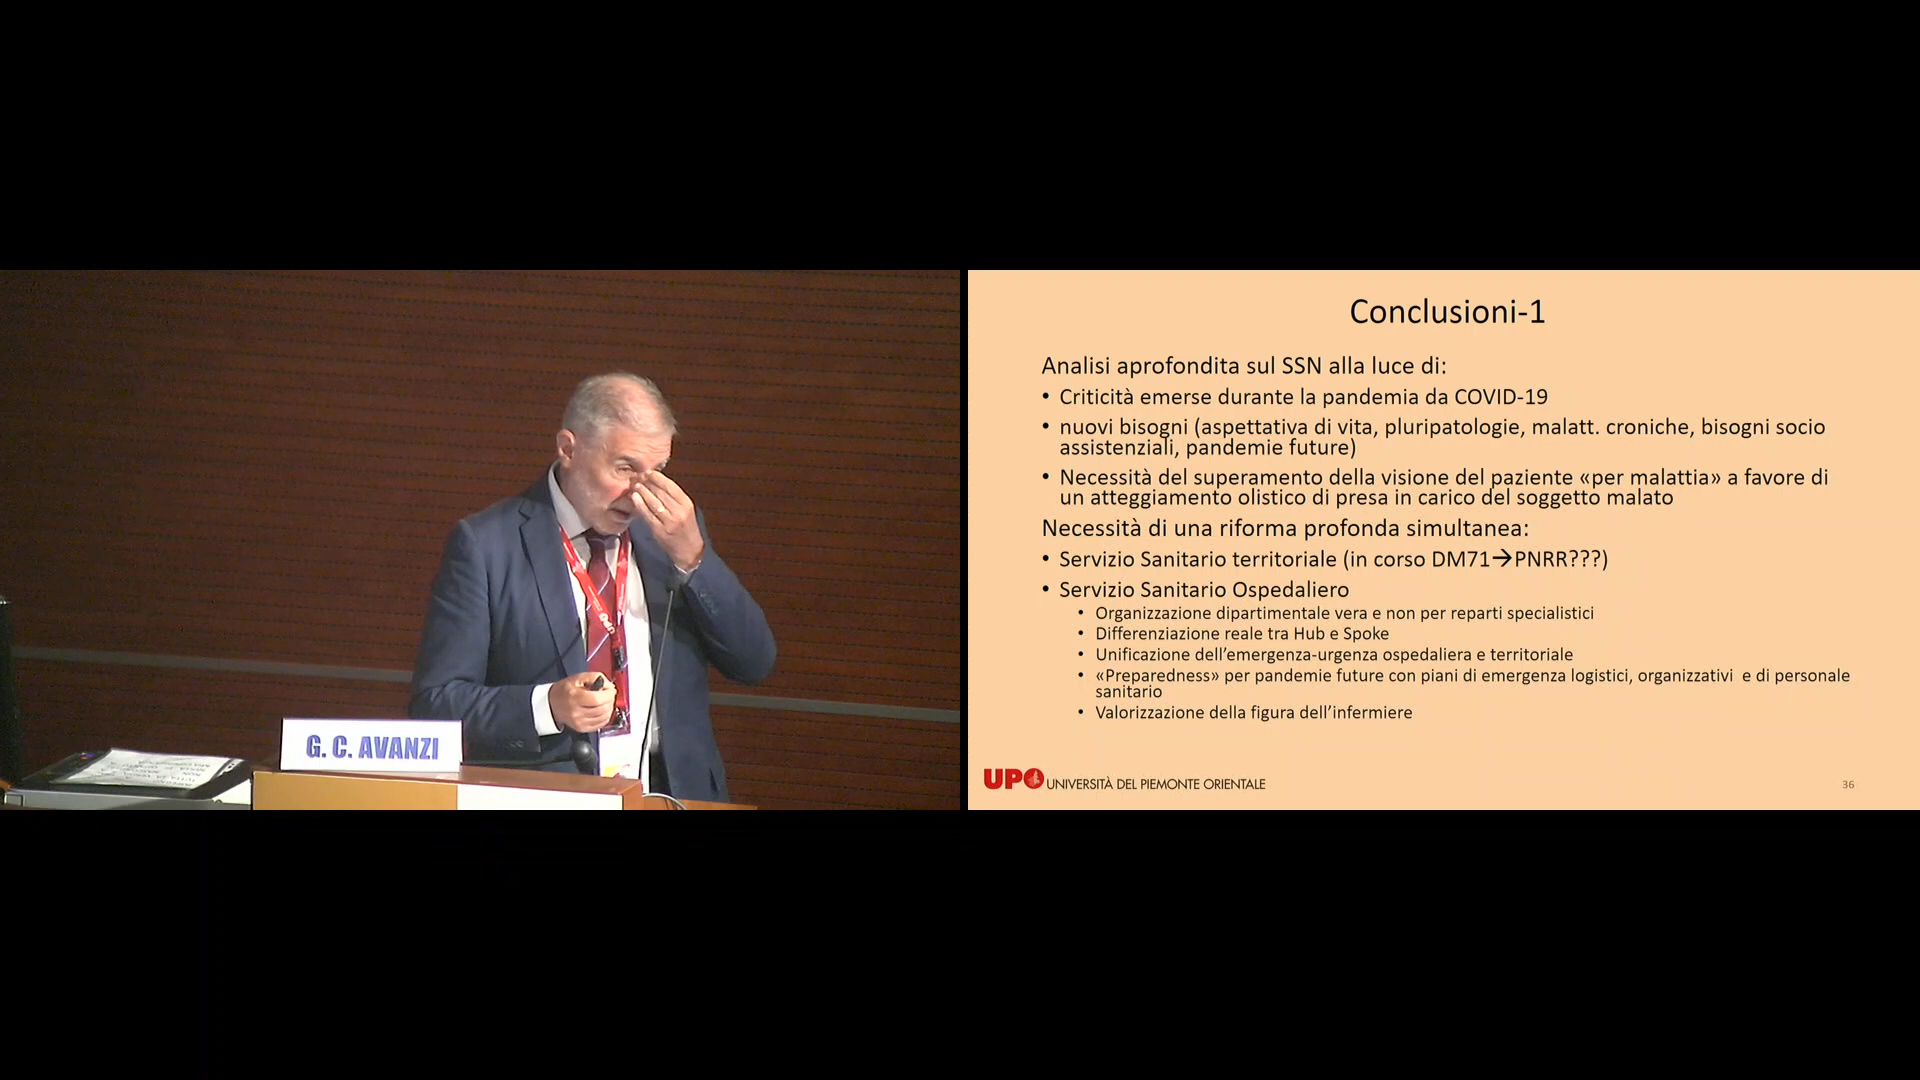 G. C. AVANZI
Conclusioni-1
Analisi aprofondita sul SSN alla luce di:
• Criticità emerse durante la pandemia da COVID-19
• nuovi bisogni (aspettativa di vita, pluripatologie, malatt. croniche, bisogni socio
assistenziali, pandemie future)
• Necessità del superamento della visione del paziente «per malattia» a favore di
un atteggiamento olistico di presa in carico del soggetto malato
Necessità di una riforma profonda simultanea:
• Servizio Sanitario territoriale (in corso DM71→PNRR???)
• Servizio Sanitario Ospedaliero
• Organizzazione dipartimentale vera e non per reparti specialistici
• Differenziazione reale tra Hub e Spoke
• Unificazione dell’emergenza-urgenza ospedaliera e territoriale
• «Preparedness» per pandemie future con piani di emergenza logistici, organizzativi e di personale
sanitario
• Valorizzazione della figura dell’infermiere
UPO UNIVERSITÀ DEL PIEMONTE ORIENTALE
36